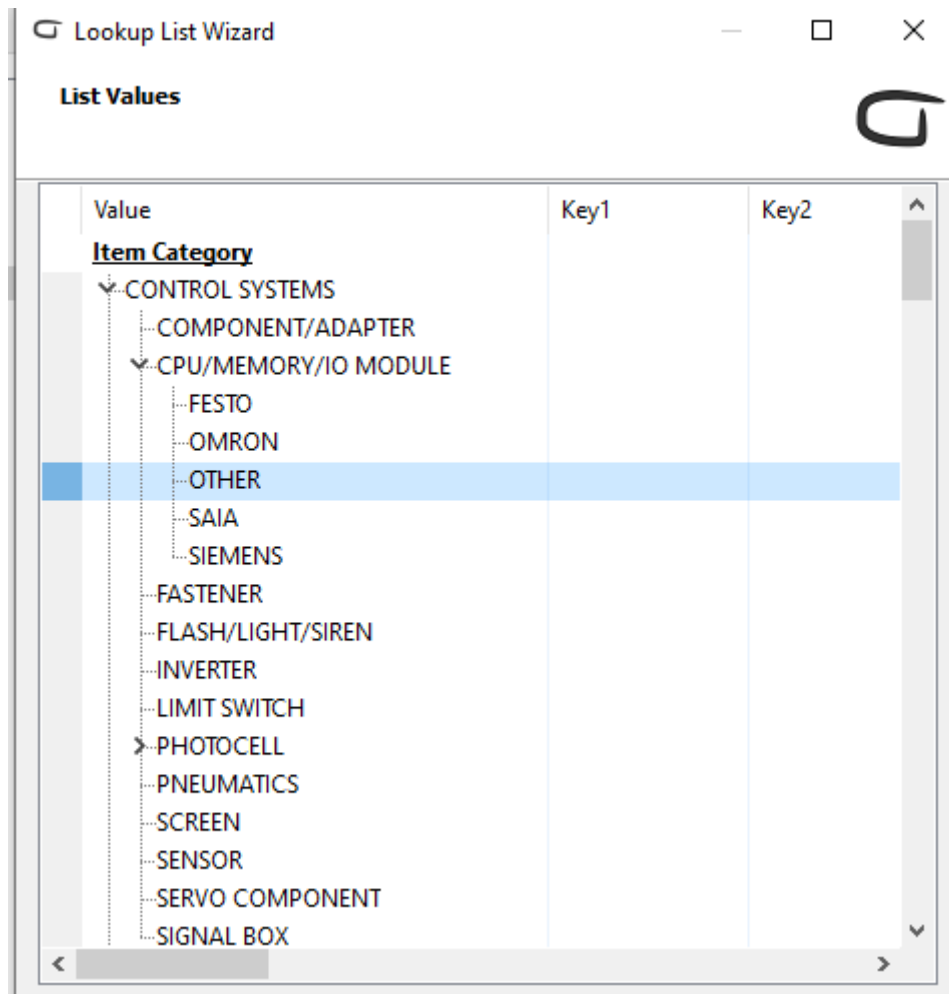 Lookup List Wizard
List Values
Value Key1 Key2
Item Category
CONTROL SYSTEMS
COMPONENT/ADAPTER
CPU/MEMORY/IO MODULE
FESTO
OMRON
OTHER
SAIA
SIEMENS
FASTENER
FLASH/LIGHT/SIREN
INVERTER
LIMIT SWITCH
PHOTOCELL
PNEUMATICS
SCREEN
SENSOR
SERVO COMPONENT
SIGNAL BOX